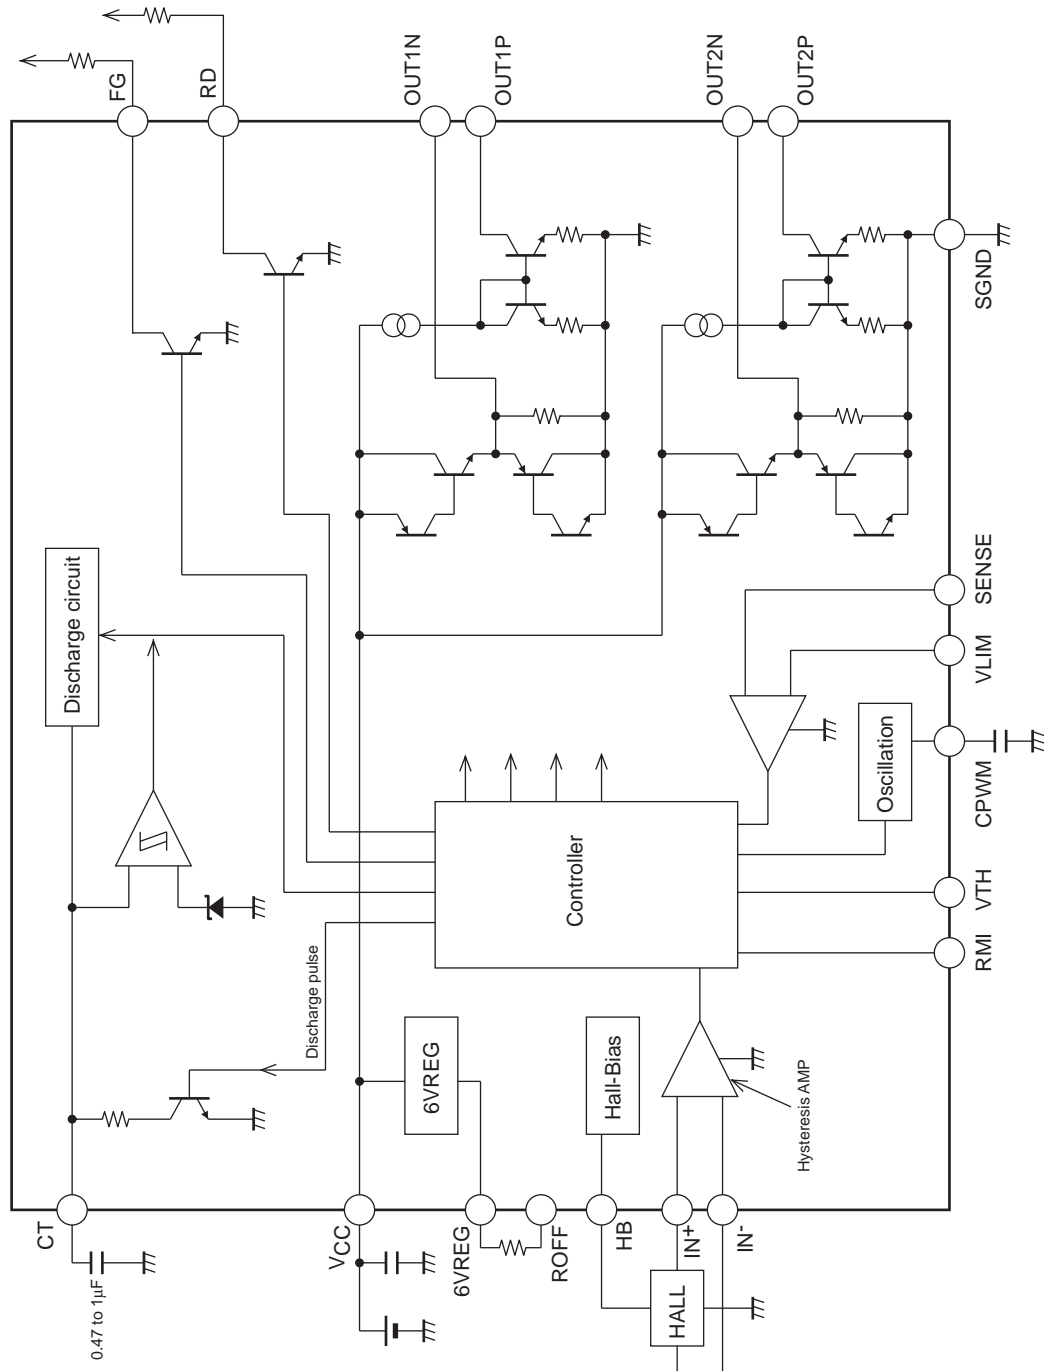 FG
RD
OUT1N
OUT1P
OUT2N
OUT2P
SGND
SENSE
VLIM
CPWM
VTH
RMI
Discharge circuit
Oscillation
Controller
Discharge pulse
6VREG
Hall-Bias
Hysteresis AMP
CT
VCC
6VREG
ROFF
HB
IN+
IN-
0.47 to 1μF
HALL